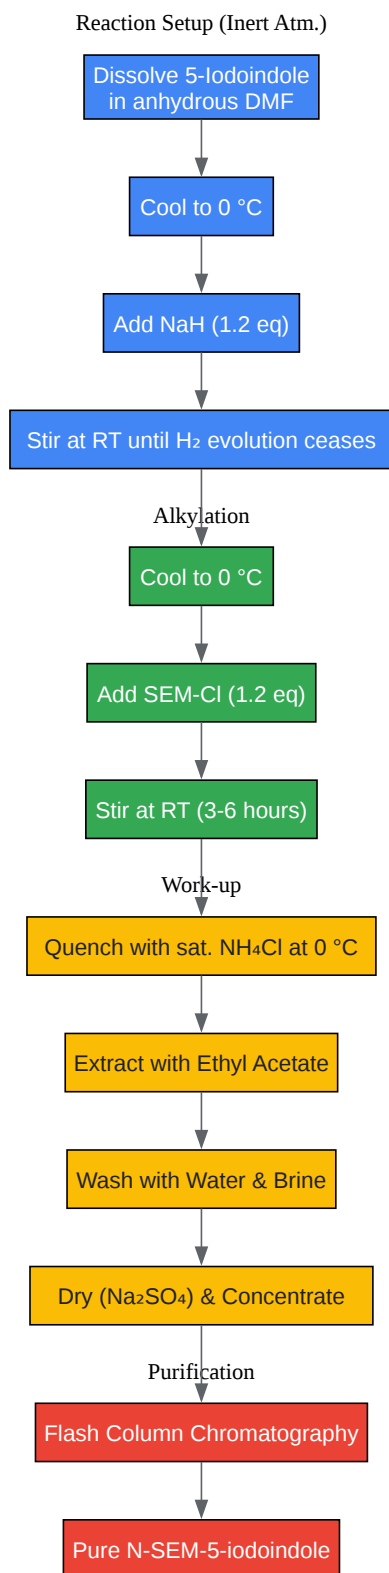 Reaction Setup (Inert Atm.)
Dissolve 5-Iodoindole
in anhydrous DMF
Cool to 0 °C
Add NaH (1.2 eq)
Stir at RT until H₂ evolution ceases
Alkylation
Cool to 0 °C
Add SEM-Cl (1.2 eq)
Stir at RT (3-6 hours)
Work-up
Quench with sat. NH₄Cl at 0 °C
Extract with Ethyl Acetate
Wash with Water & Brine
Dry (Na₂SO₄) & Concentrate
Purification
Flash Column Chromatography
Pure N-SEM-5-iodoindole